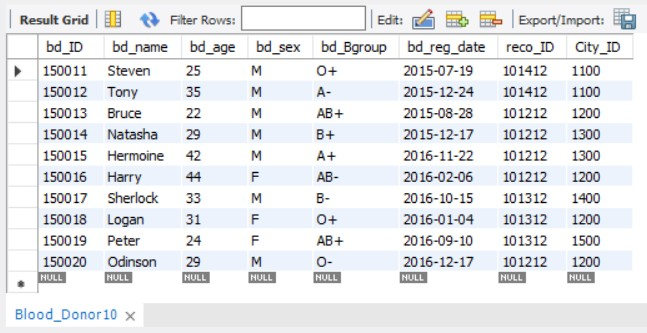 Result Grid Filter Rows: Edit: Export/Import:
bd_ID bd_name bd_age bd_sex bd_Bgroup bd_reg_date reco_ID City_ID
150011 Steven 25 M O+ 2015-07-19 101412 1100
150012 Tony 35 M A- 2015-12-24 101412 1100
150013 Bruce 22 M AB+ 2015-08-28 101212 1200
150014 Natasha 29 M B+ 2015-12-17 101212 1300
150015 Hermoine 42 M A+ 2016-11-22 101212 1300
150016 Harry 44 F AB- 2016-02-06 101212 1200
150017 Sherlock 33 M B- 2016-10-15 101312 1400
150018 Logan 31 F O+ 2016-01-04 101312 1200
150019 Peter 24 F AB+ 2016-09-10 101312 1500
150020 Odinson 29 M O- 2016-12-17 101212 1200
NULL NULL NULL NULL NULL NULL NULL NULL
Blood_Donor10